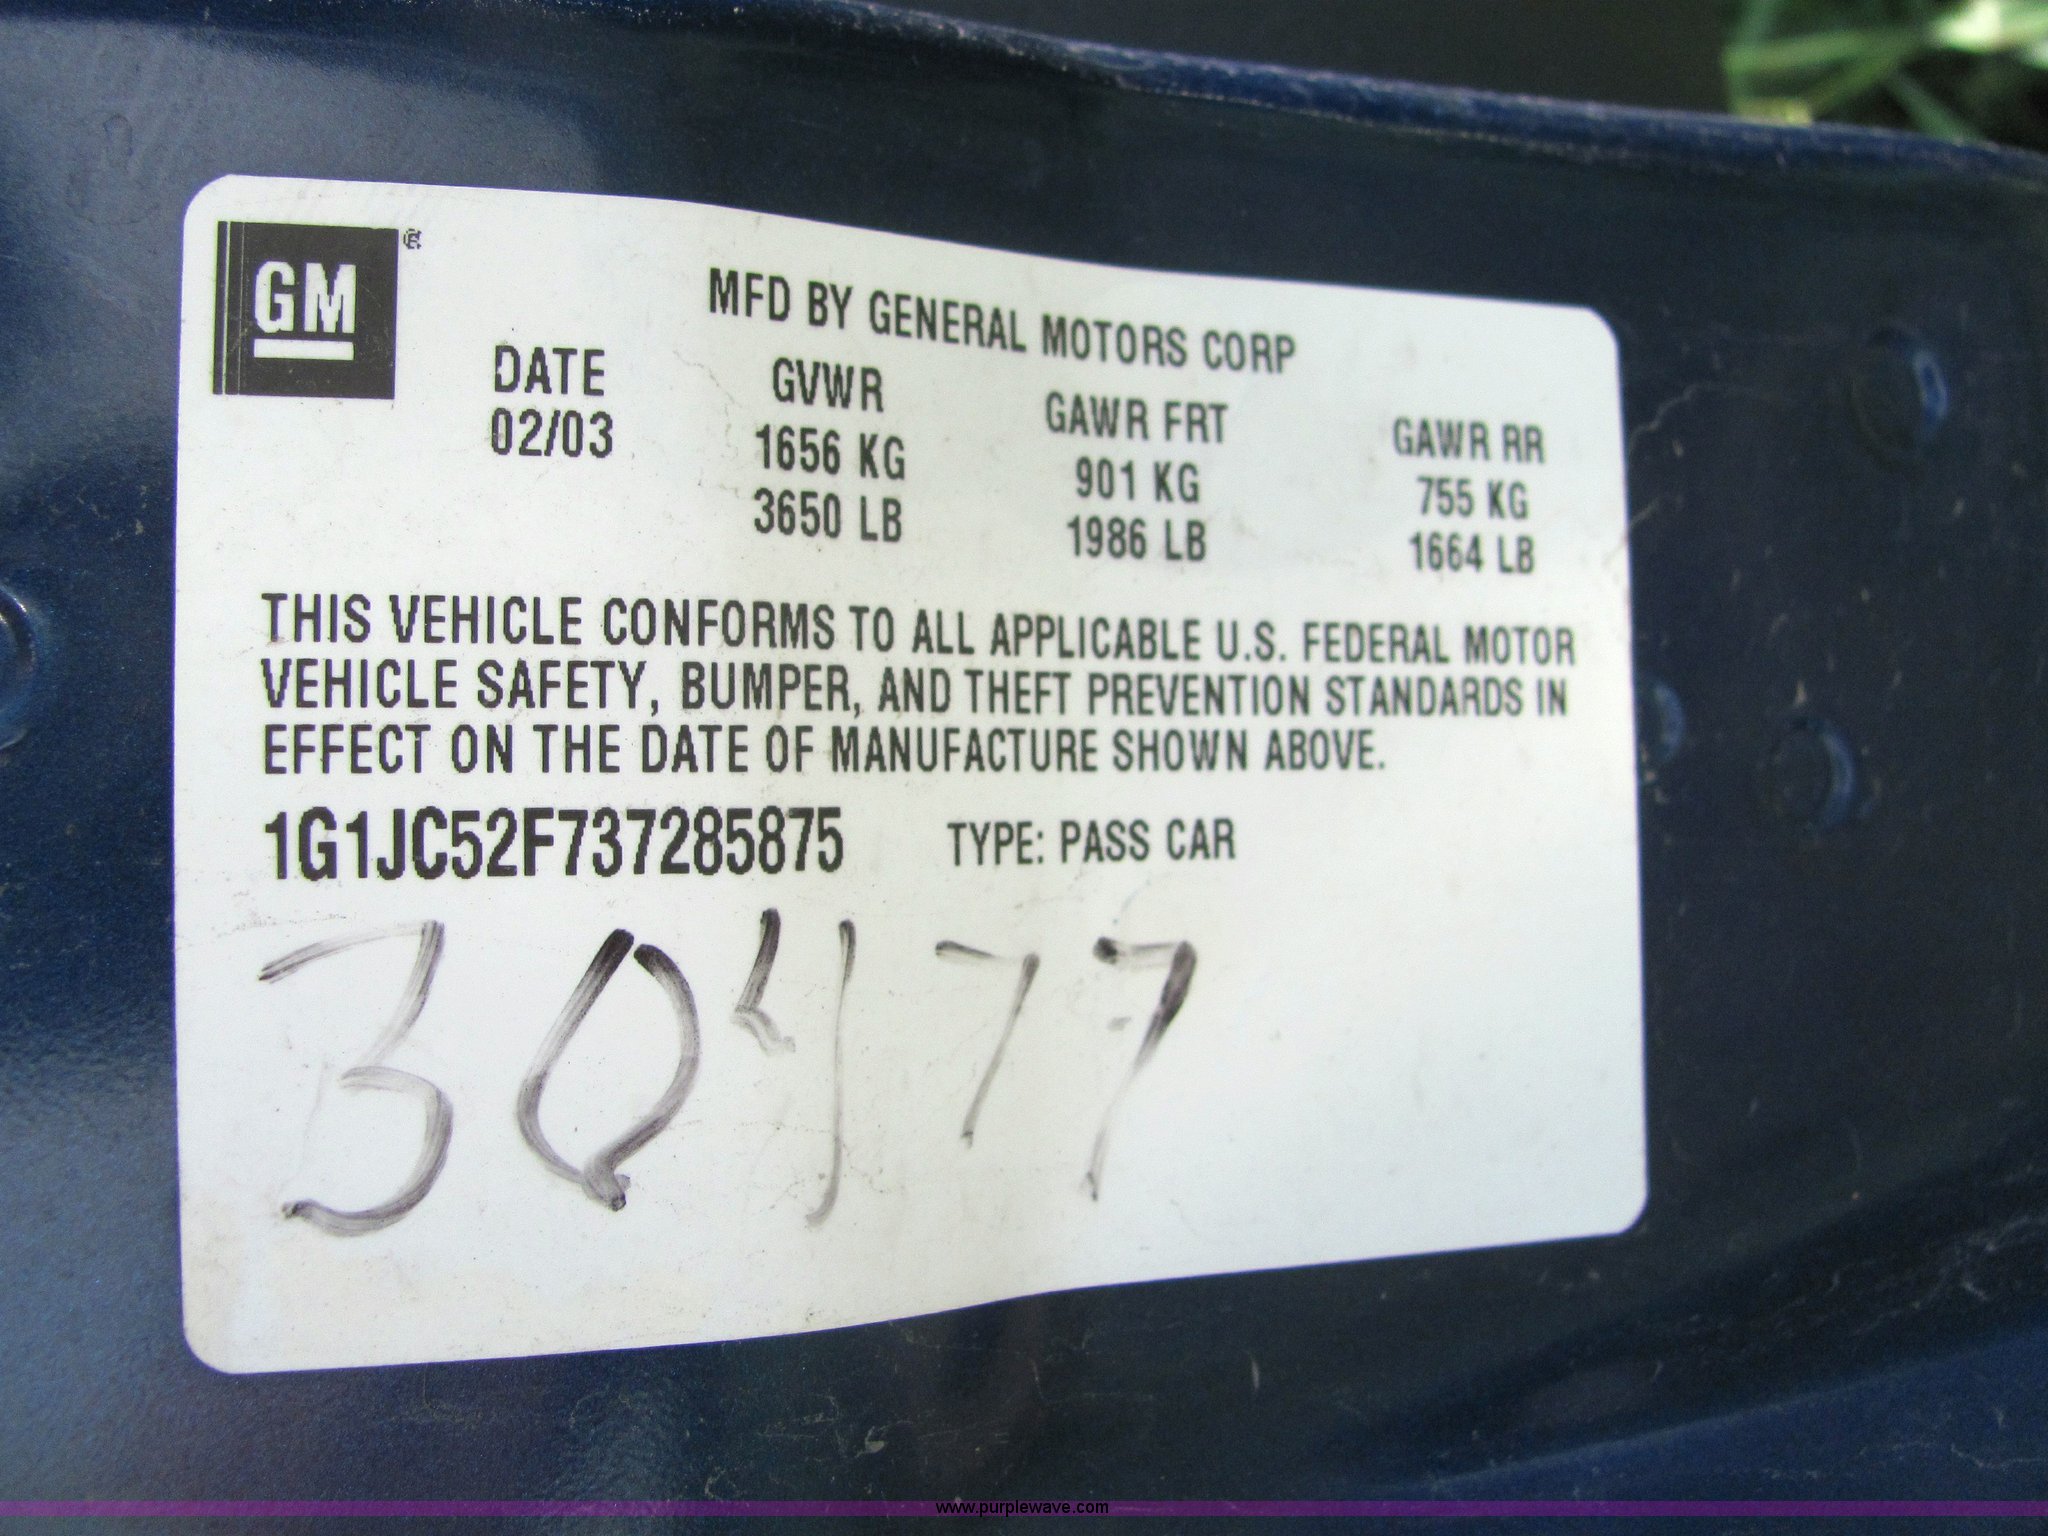 GM®
MFD BY GENERAL MOTORS CORP
DATE GVWR GAWR FRT GAWR RR
02/03 1656 KG 901 KG 755 KG
3650 LB 1986 LB 1664 LB
THIS VEHICLE CONFORMS TO ALL APPLICABLE U.S. FEDERAL MOTOR
VEHICLE SAFETY, BUMPER, AND THEFT PREVENTION STANDARDS IN
EFFECT ON THE DATE OF MANUFACTURE SHOWN ABOVE.
1G1JC52F737285875 TYPE: PASS CAR
30477
www.purplewave.com